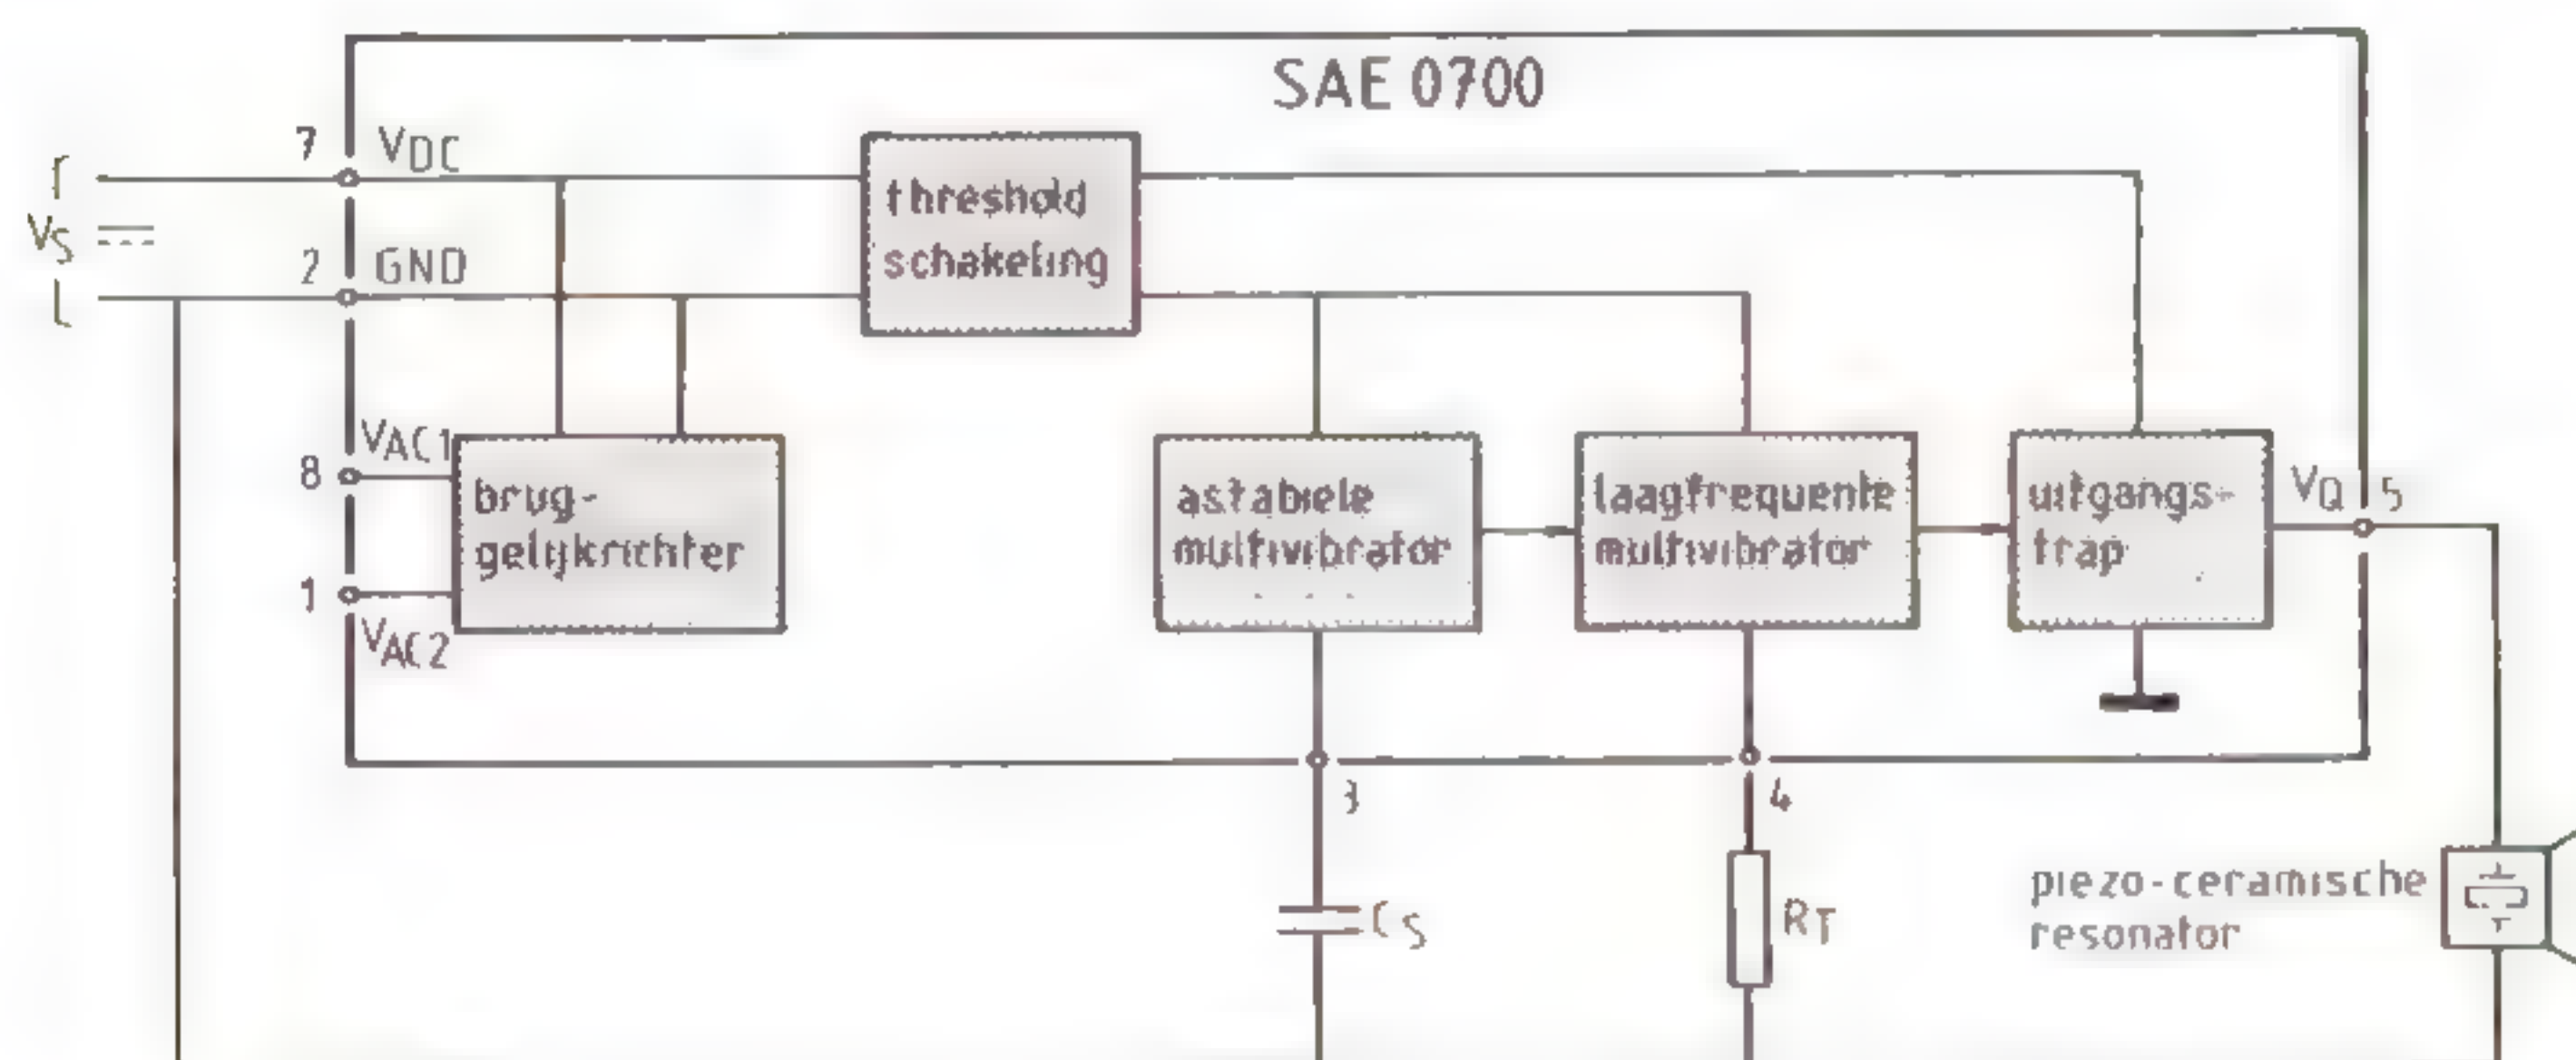 SAE 0700
7 VDC
threshold
schakeling
VS
2 GND
VAC1
8
brug-
gelijkrichter
1
VAC2
astabiele
multivibrator
laagfrequente
multivibrator
uitgangs-
trap
VQ 5
3
4
CS
RT
piezo-ceramische
resonator